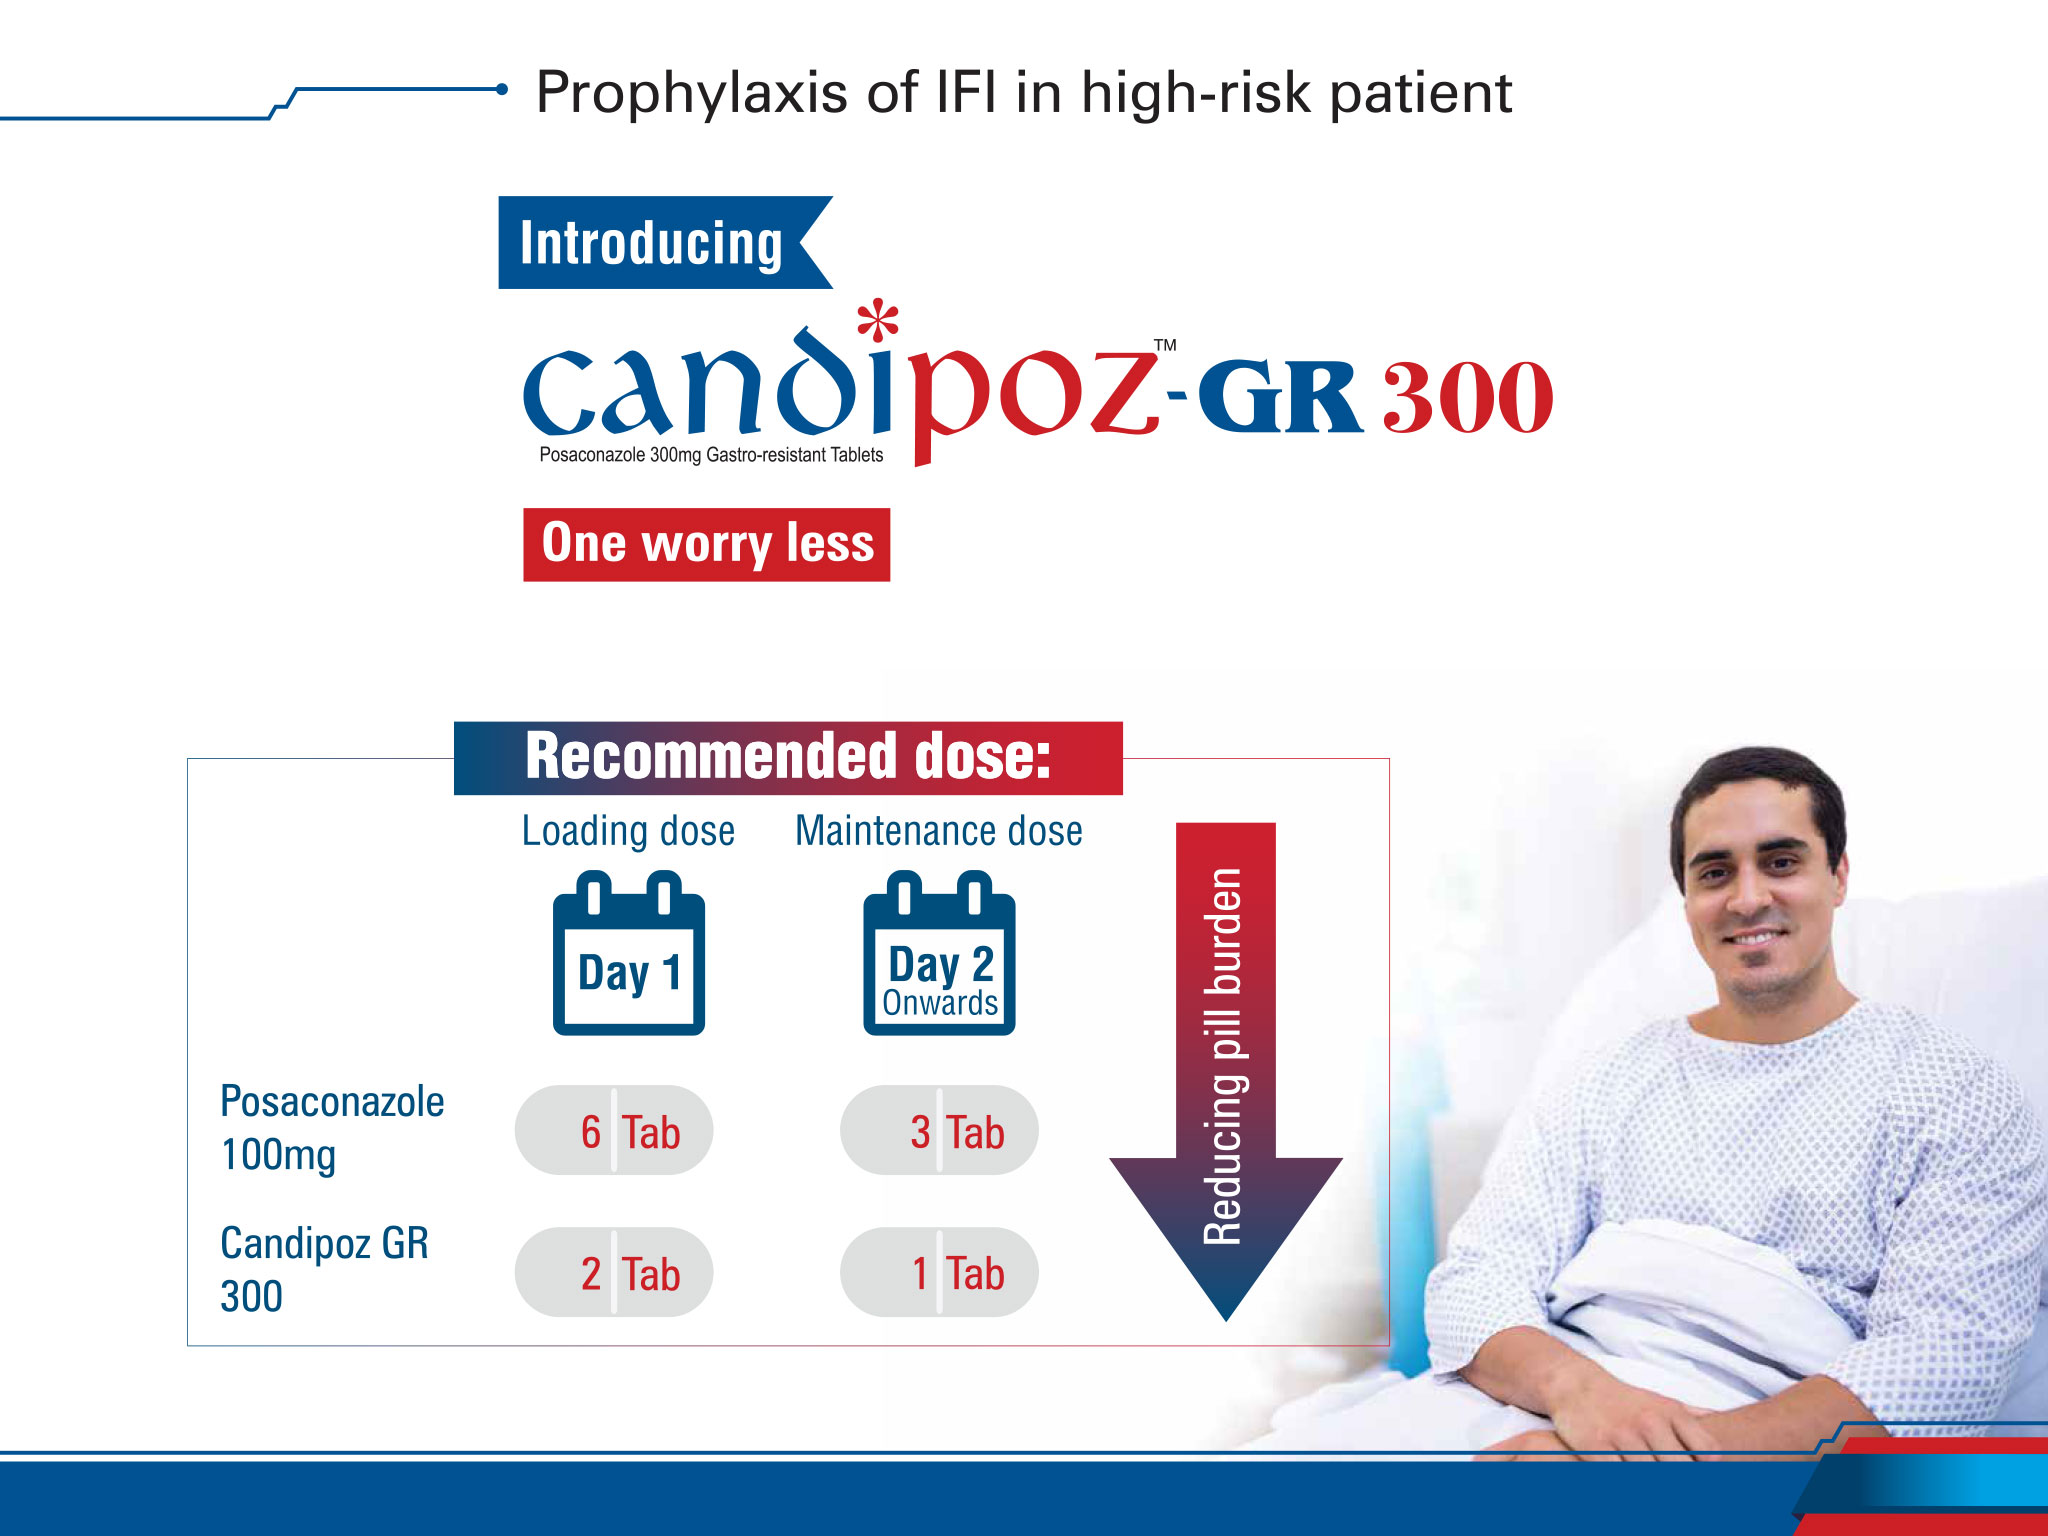 Prophylaxis of IFI in high-risk patient
Introducing
candipoz™-GR 300
Posaconazole 300mg Gastro-resistant Tablets
One worry less
Recommended dose:
Loading dose
Maintenance dose
Day 1
Day 2
Onwards
Posaconazole
100mg
6 Tab
3 Tab
Candipoz GR
300
2 Tab
1 Tab
Reducing pill burden